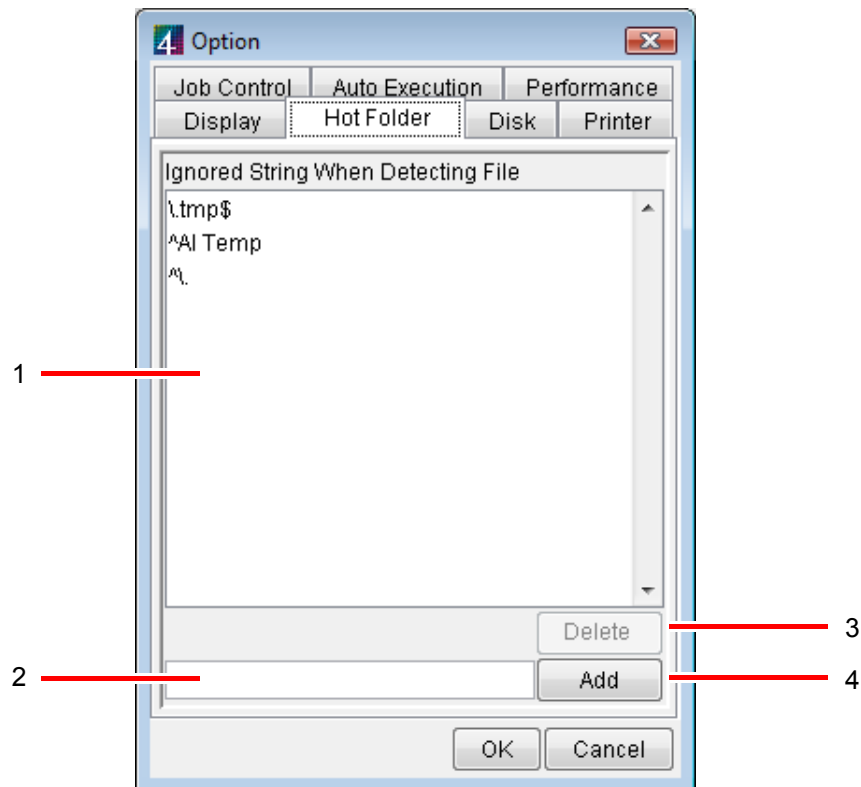 4 Option
Job Control Auto Execution Performance
Display Hot Folder Disk Printer
Ignored String When Detecting File
\.tmp$
^AI Temp
^\.
1
Delete 3
2 Add 4
OK Cancel